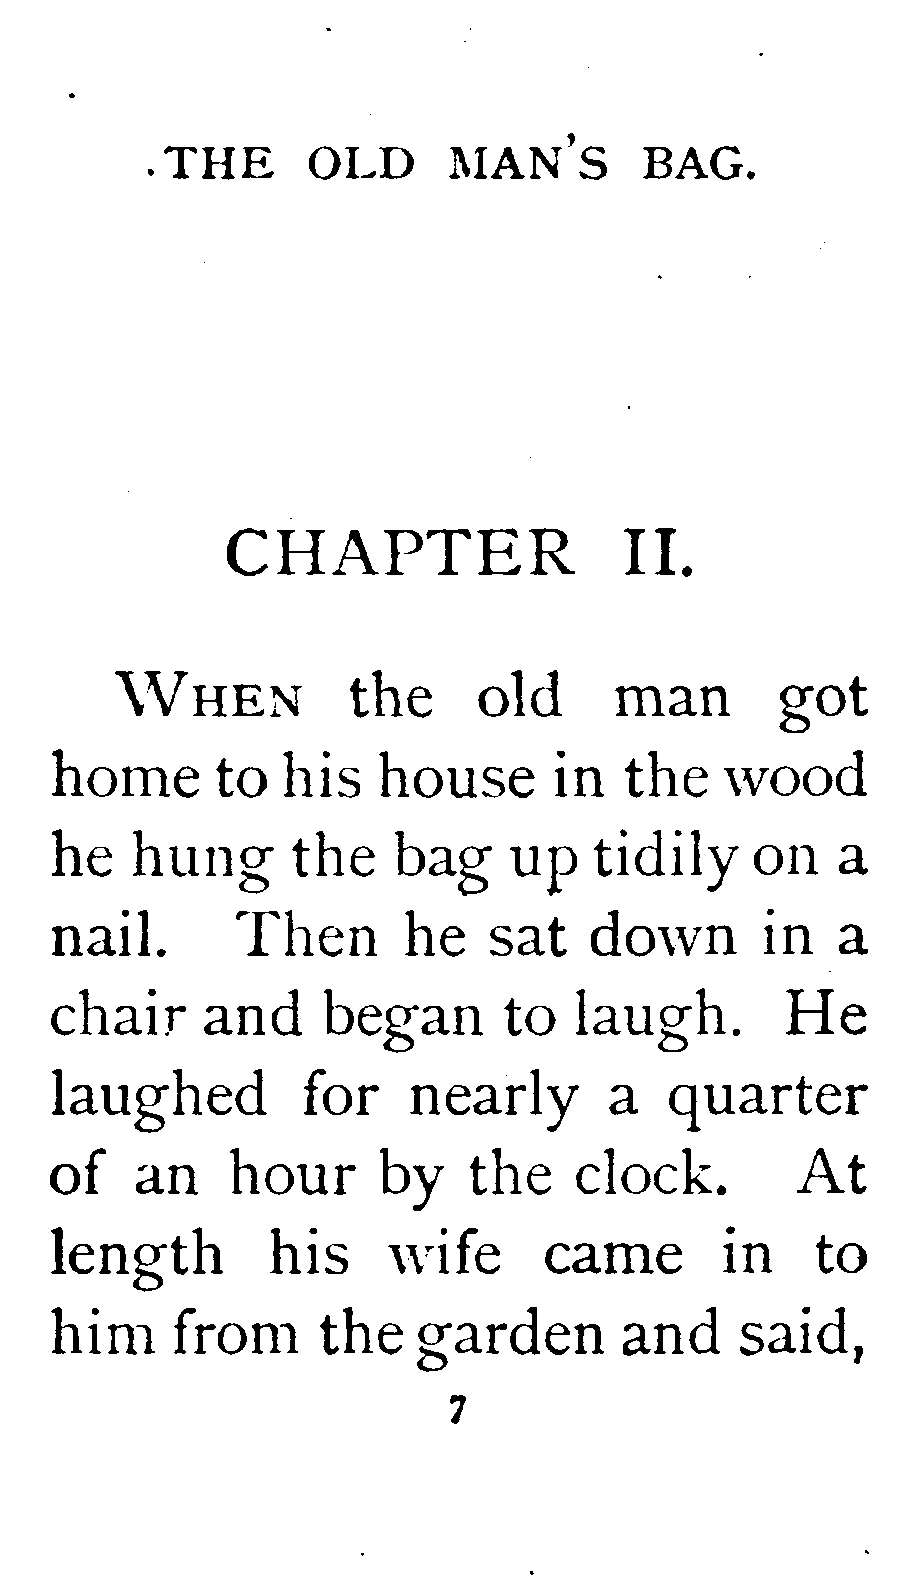 THE OLD MAN'S BAG.
CHAPTER II.
WHEN the old man got
home to his house in the wood
he hung the bag up tidily on a
nail. Then he sat down in a
chair and began to laugh. He
laughed for nearly a quarter
of an hour by the clock. At
length his wife came in to
him from the garden and said,
7